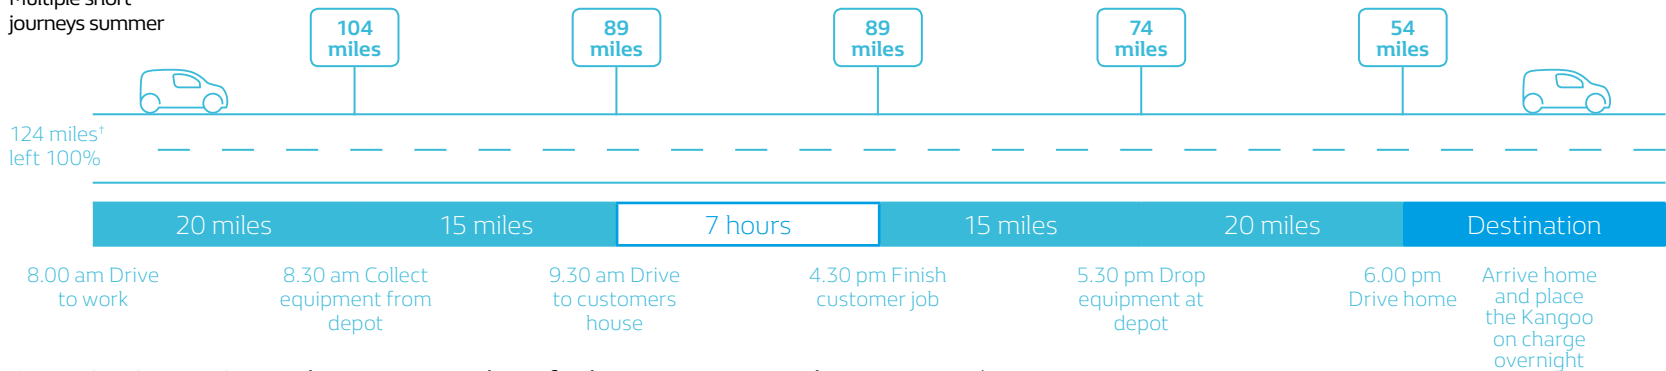 journeys summer
104
miles
89
miles
89
miles
74
miles
54
miles
124 miles†
left 100%
20 miles
15 miles
7 hours
15 miles
20 miles
Destination
8.00 am Drive
to work
8.30 am Collect
equipment from
depot
9.30 am Drive
to customers
house
4.30 pm Finish
customer job
5.30 pm Drop
equipment at
depot
6.00 pm
Drive home
Arrive home
and place
the Kangoo
on charge
overnight